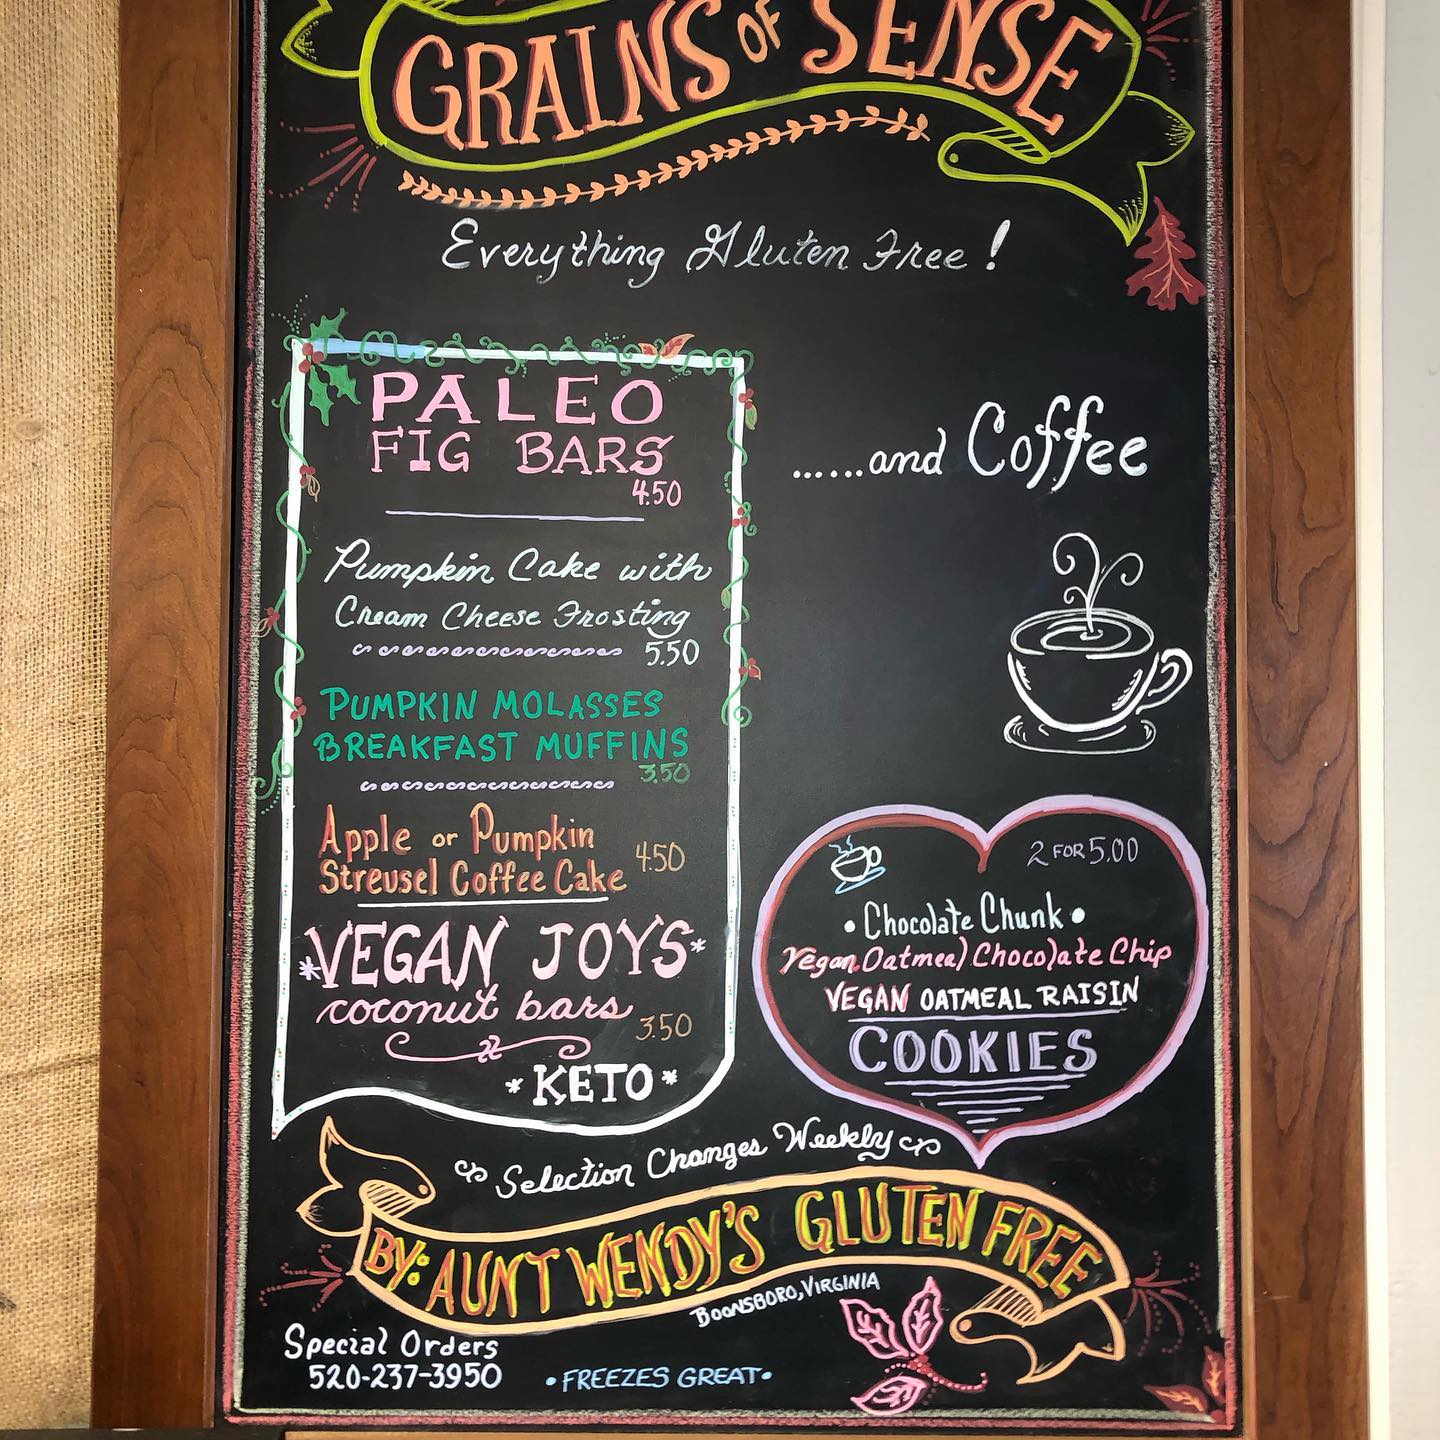 GRAINS OF SENSE
Everything Gluten Free!
PALEO
FIG BARS
4.50
Pumpkin Cake with
Cream Cheese Frosting
5.50
PUMPKIN MOLASSES
BREAKFAST MUFFINS
3.50
Apple or Pumpkin
Streusel Coffee Cake 4.50
*VEGAN JOYS*
coconut bars
3.50
* KETO *
......and Coffee
2 FOR 5.00
• Chocolate Chunk •
Vegan Oatmeal Chocolate Chip
VEGAN OATMEAL RAISIN
COOKIES
Selection Changes Weekly
BY: AUNT WENDY'S GLUTEN FREE
BOONSBORO, VIRGINIA
Special Orders
520-237-3950
• FREEZES GREAT •